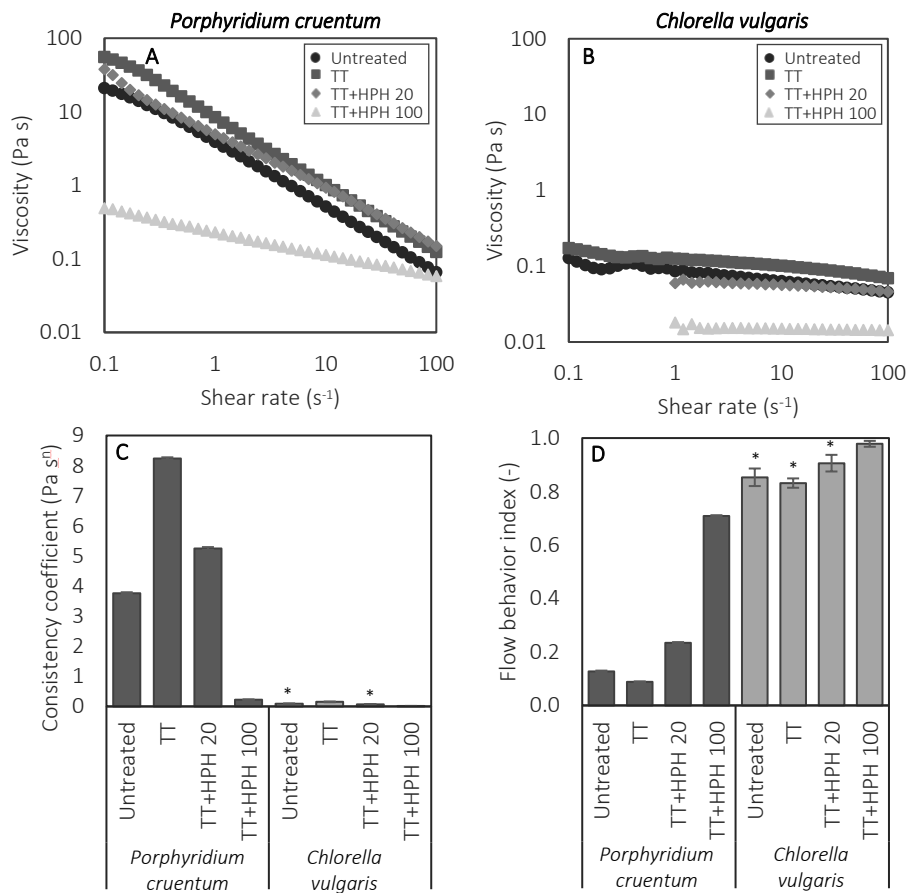 Porphyridium cruentum
Chlorella vulgaris
A
Untreated
TT
TT+HPH 20
TT+HPH 100
100
10
1
0.1
0.01
Viscosity (Pa s)
0.1 1 10 100
Shear rate (s⁻¹)
B
Untreated
TT
TT+HPH 20
TT+HPH 100
100
10
1
0.1
0.01
Viscosity (Pa s)
0.1 1 10 100
Shear rate (s⁻¹)
C
9
8
7
6
5
4
3
2
1
0
Consistency coefficient (Pa sⁿ)
* *
Untreated
TT
TT+HPH 20
TT+HPH 100
Untreated
TT
TT+HPH 20
TT+HPH 100
Porphyridium
cruentum
Chlorella
vulgaris
D
1.0
0.8
0.6
0.4
0.2
0.0
Flow behavior index (-)
* * *
Untreated
TT
TT+HPH 20
TT+HPH 100
Untreated
TT
TT+HPH 20
TT+HPH 100
Porphyridium
cruentum
Chlorella
vulgaris